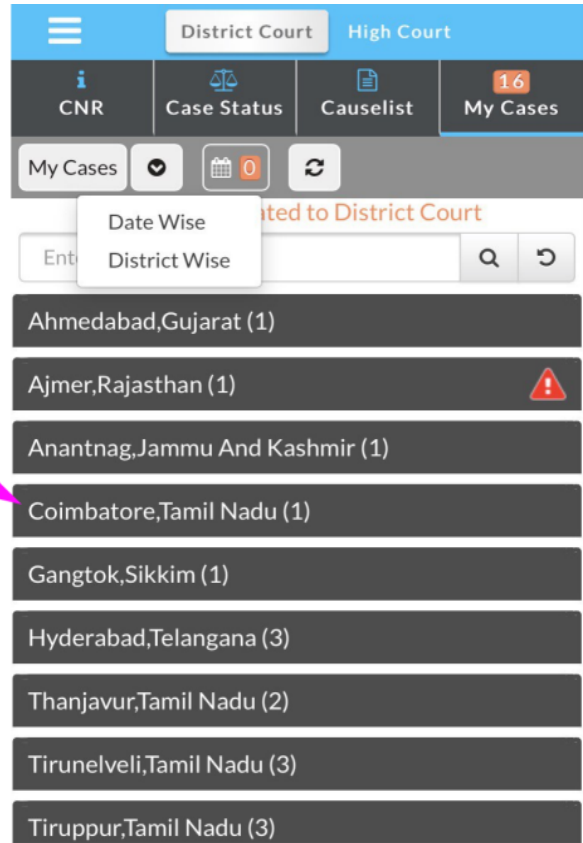 District Court High Court
CNR Case Status Causelist 16 My Cases
My Cases 0
ted to District Court
Date Wise
District Wise
Ent
Ahmedabad,Gujarat (1)
Ajmer,Rajasthan (1)
Anantnag,Jammu And Kashmir (1)
Coimbatore,Tamil Nadu (1)
Gangtok,Sikkim (1)
Hyderabad,Telangana (3)
Thanjavur,Tamil Nadu (2)
Tirunelveli,Tamil Nadu (3)
Tiruppur,Tamil Nadu (3)